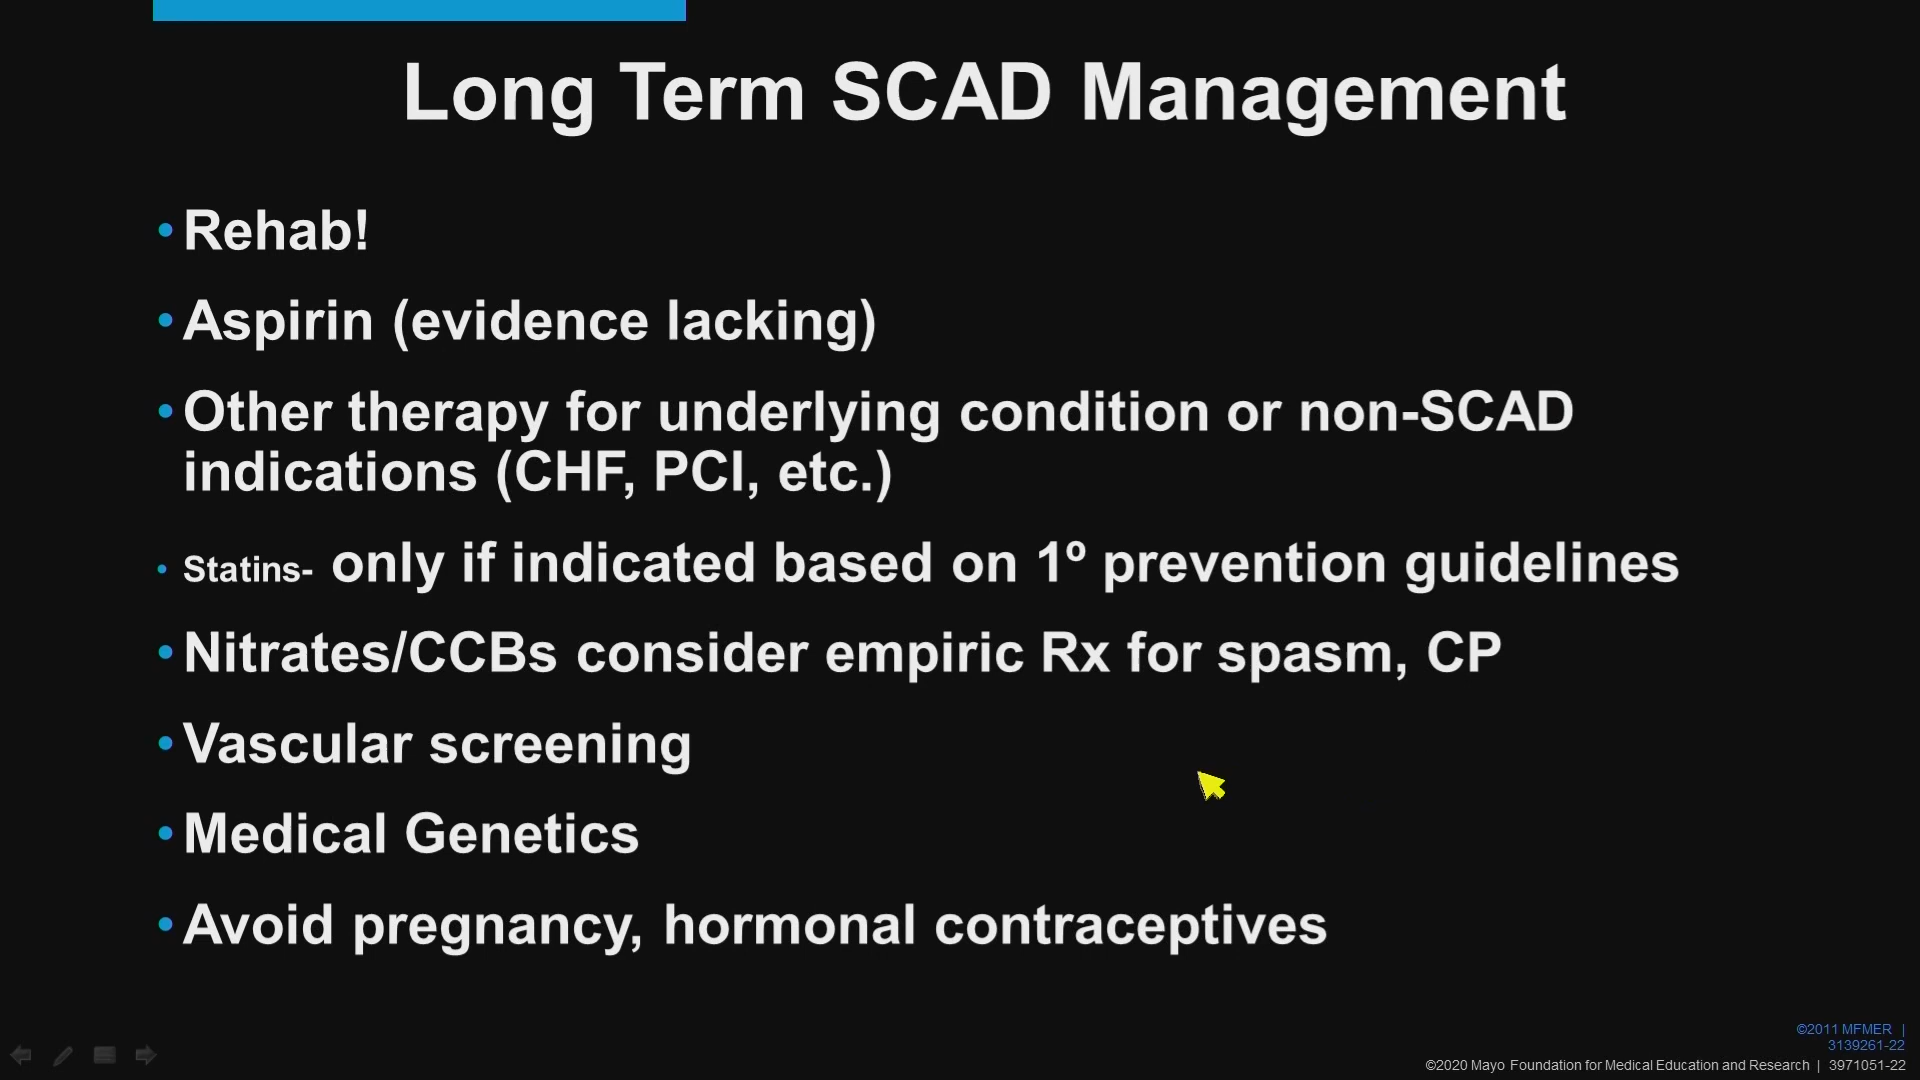 Long Term SCAD Management
• Rehab!
• Aspirin (evidence lacking)
• Other therapy for underlying condition or non-SCAD
indications (CHF, PCI, etc.)
• Statins- only if indicated based on 1º prevention guidelines
• Nitrates/CCBs consider empiric Rx for spasm, CP
• Vascular screening
• Medical Genetics
• Avoid pregnancy, hormonal contraceptives
©2011 MFMER |
3139261-22
©2020 Mayo Foundation for Medical Education and Research | 3971051-22